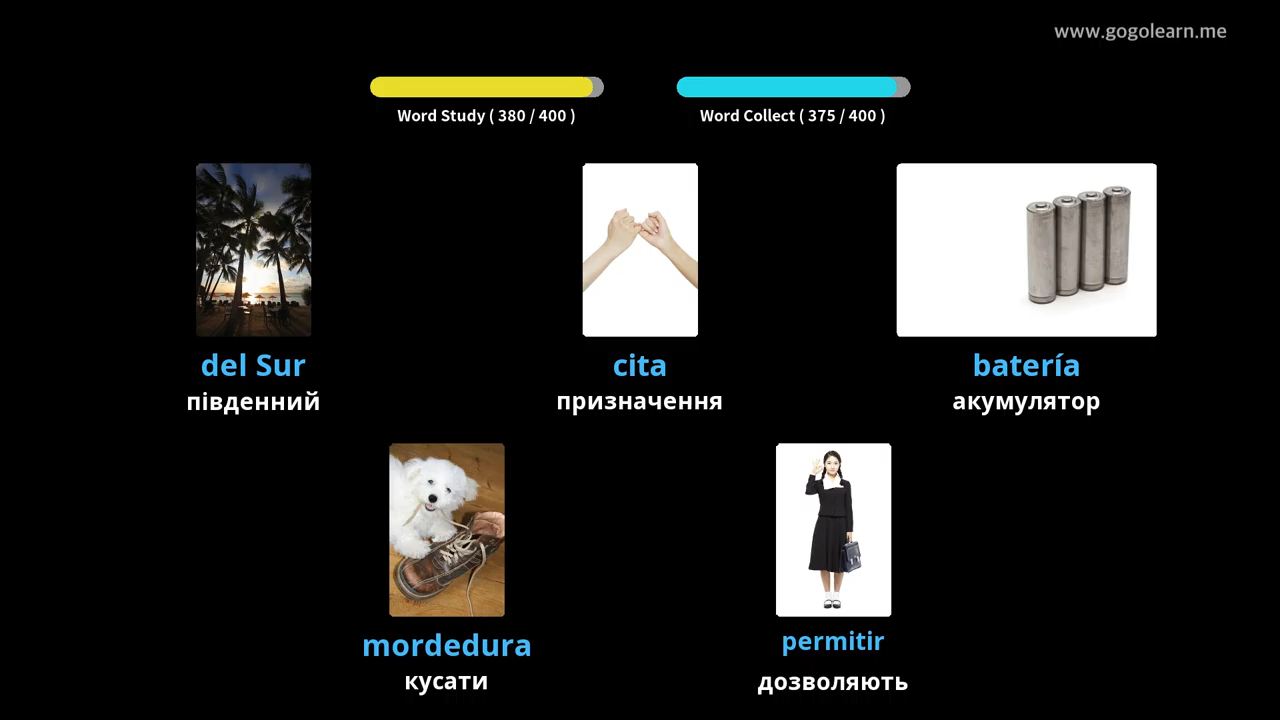 www.gogolearn.me
Word Study ( 380 / 400 )
Word Collect ( 375 / 400 )
del Sur
південний
cita
призначення
batería
акумулятор
mordedura
кусати
permitir
дозволяють